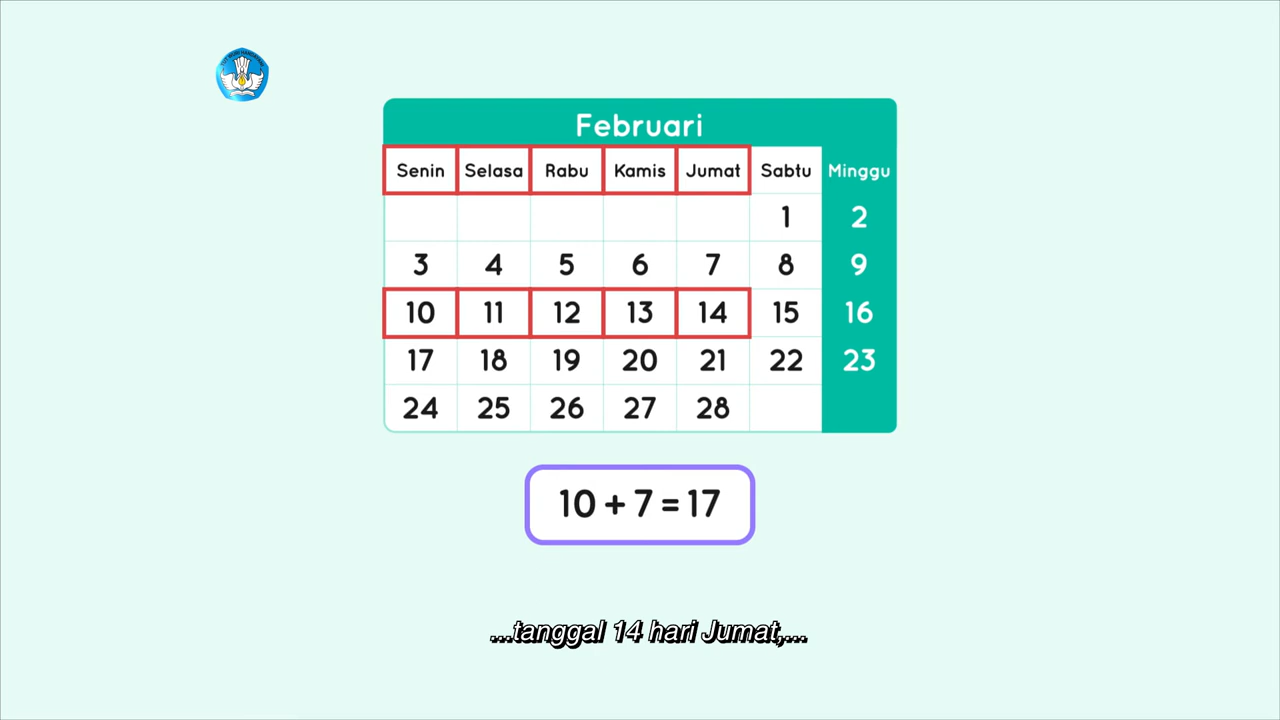 Februari
Senin Selasa Rabu Kamis Jumat Sabtu Minggu
1 2
3 4 5 6 7 8 9
10 11 12 13 14 15 16
17 18 19 20 21 22 23
24 25 26 27 28
10 + 7 = 17
...tanggal 14 hari Jumat,...